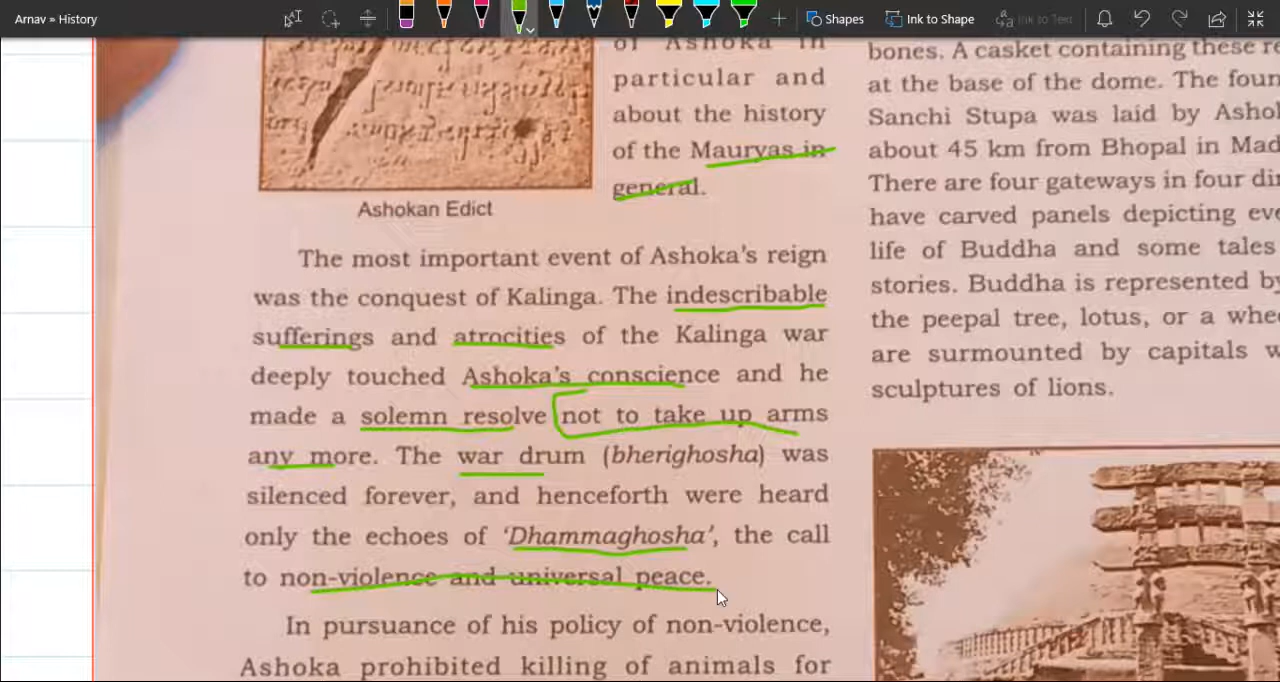 Arnav » History
Shapes
Ink to Shape
Ink to Text
of Ashoka in
particular and
about the history
of the Mauryas in
general.
Ashokan Edict
The most important event of Ashoka's reign
was the conquest of Kalinga. The indescribable
sufferings and atrocities of the Kalinga war
deeply touched Ashoka's conscience and he
made a solemn resolve not to take up arms
any more. The war drum (bherighosha) was
silenced forever, and henceforth were heard
only the echoes of 'Dhammaghosha', the call
to non-violence and universal peace.
In pursuance of his policy of non-violence,
Ashoka prohibited killing of animals for
bones. A casket containing these re
at the base of the dome. The foun
Sanchi Stupa was laid by Ashok
about 45 km from Bhopal in Mad
There are four gateways in four dir
have carved panels depicting eve
life of Buddha and some tales
stories. Buddha is represented by
the peepal tree, lotus, or a whe
are surmounted by capitals w
sculptures of lions.